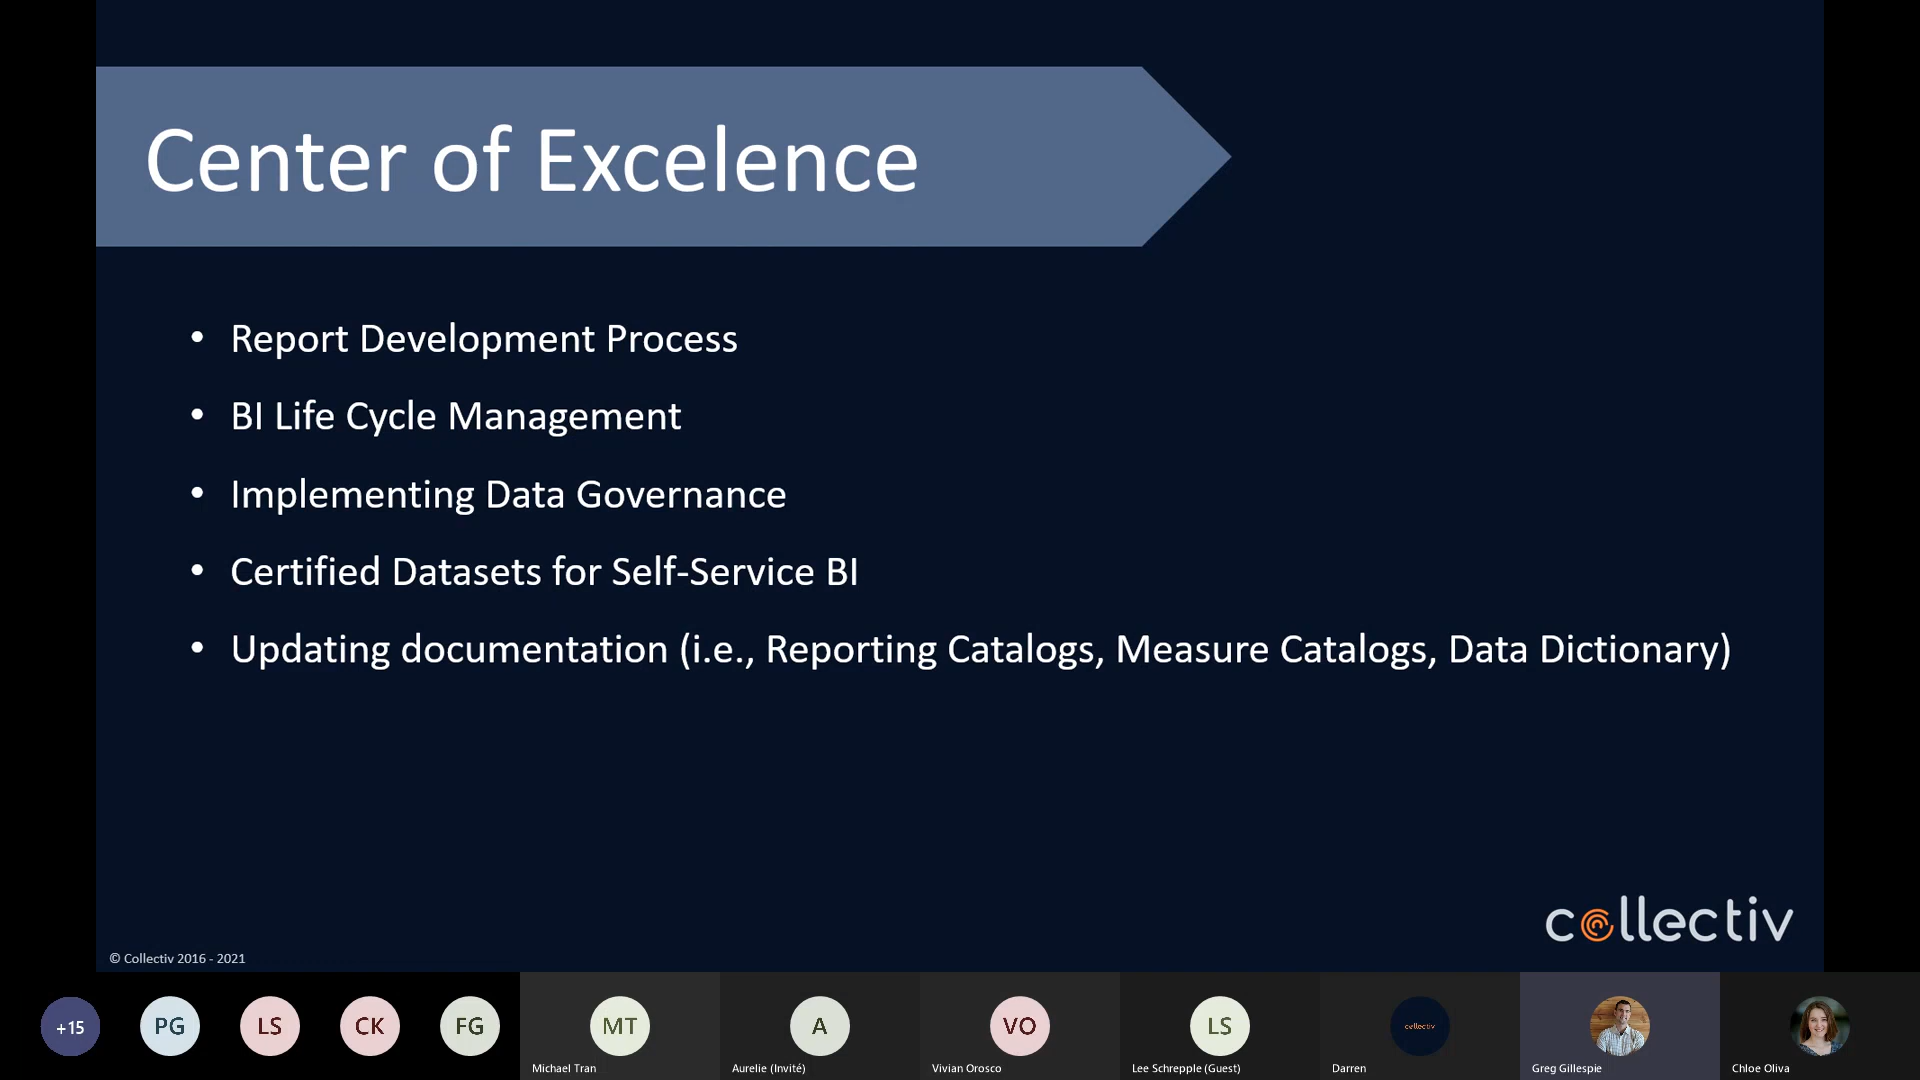 Center of Excelence
• Report Development Process
• BI Life Cycle Management
• Implementing Data Governance
• Certified Datasets for Self-Service BI
• Updating documentation (i.e., Reporting Catalogs, Measure Catalogs, Data Dictionary)
collectiv
© Collectiv 2016 - 2021
+15
PG
LS
CK
FG
MT
A
VO
LS
collectiv
Michael Tran
Aurelie (Invité)
Vivian Orosco
Lee Schrepple (Guest)
Darren
Greg Gillespie
Chloe Oliva